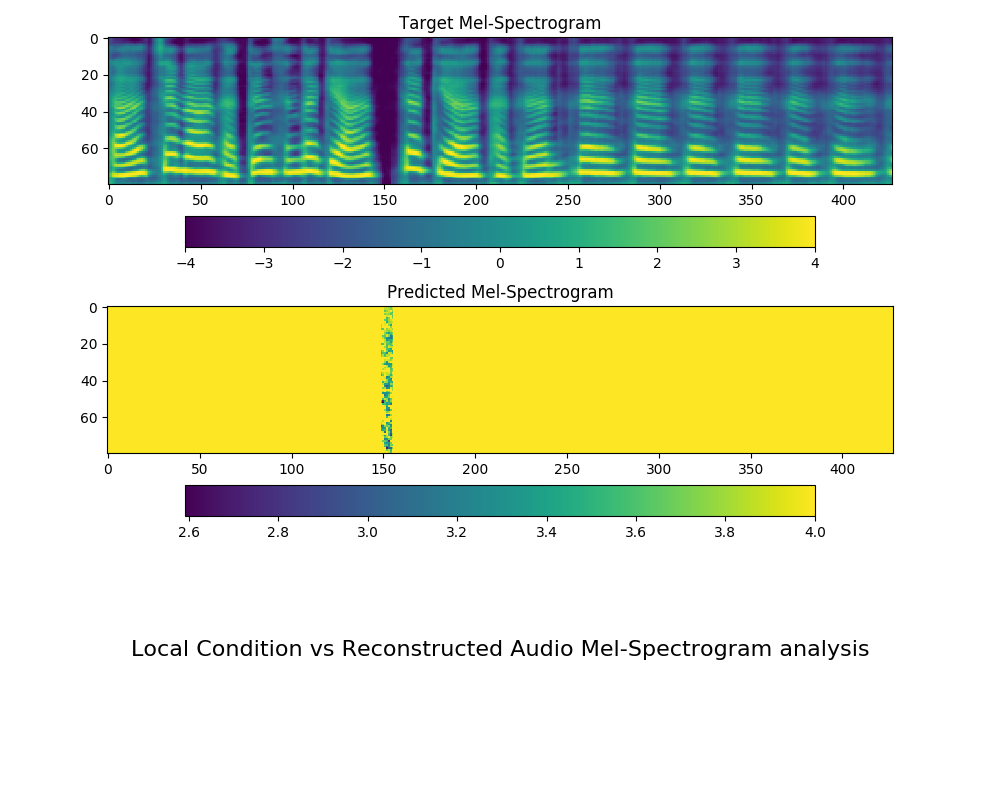 Target Mel-Spectrogram
0
20
40
60
0 50 100 150 200 250 300 350 400
−4 −3 −2 −1 0 1 2 3 4
Predicted Mel-Spectrogram
0
20
40
60
0 50 100 150 200 250 300 350 400
2.6 2.8 3.0 3.2 3.4 3.6 3.8 4.0
Local Condition vs Reconstructed Audio Mel-Spectrogram analysis